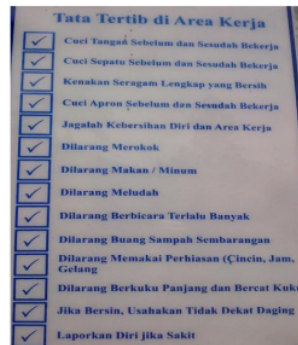 Tata Tertib di Area Kerja
Cuci Tangan Sebelum dan Sesudah Bekerja
Cuci Sepatu Sebelum dan Sesudah Bekerja
Kenakan Seragam Lengkap yang Bersih
Cuci Apron Sebelum dan Sesudah Bekerja
Jagalah Kebersihan Diri dan Area Kerja
Dilarang Merokok
Dilarang Makan / Minum
Dilarang Meludah
Dilarang Berbicara Terlalu Banyak
Dilarang Buang Sampah Sembarangan
Dilarang Memakai Perhiasan (Cincin, Jam,
Gelang
Dilarang Berkuku Panjang dan Bercat Kuku
Jika Bersin, Usahakan Tidak Dekat Daging
Laporkan Diri jika Sakit